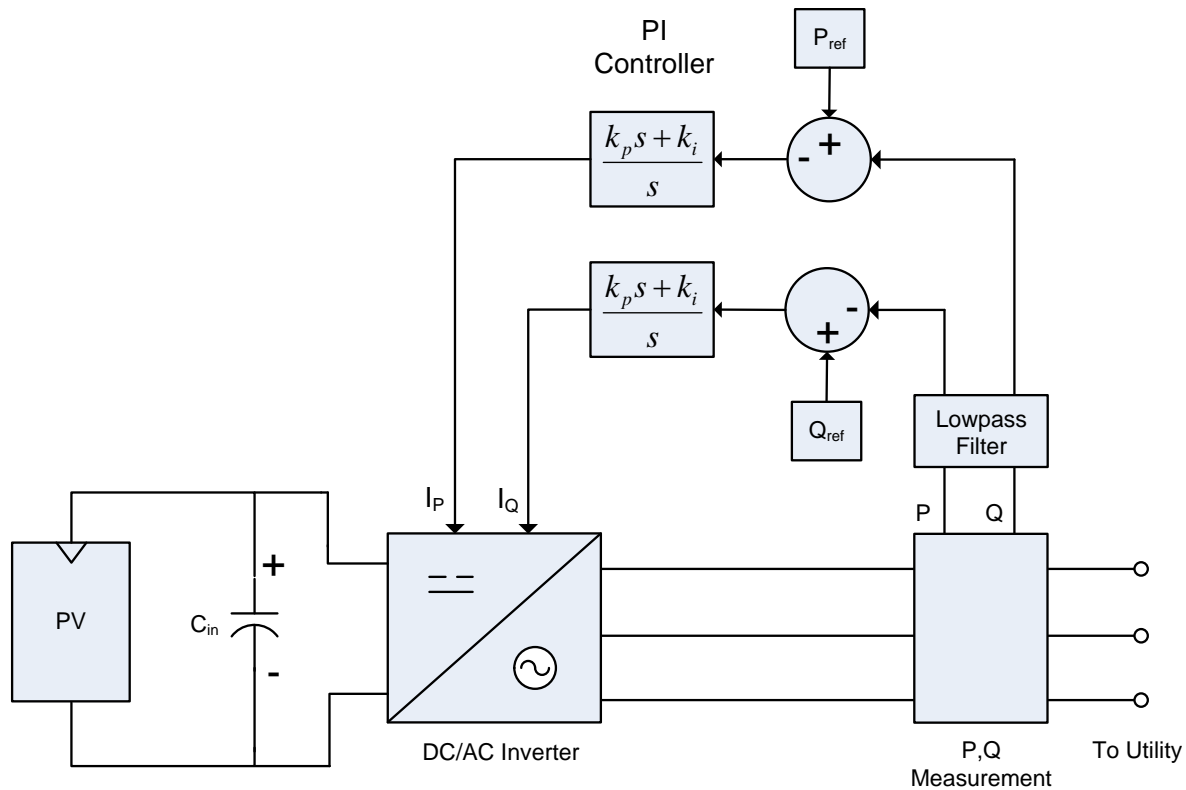 PI
Controller
P_ref
k_p s + k_i
s
+
-
k_p s + k_i
s
-
+
Q_ref
Lowpass
Filter
I_P
I_Q
P
Q
PV
C_in
+
-
DC/AC Inverter
P,Q
Measurement
To Utility